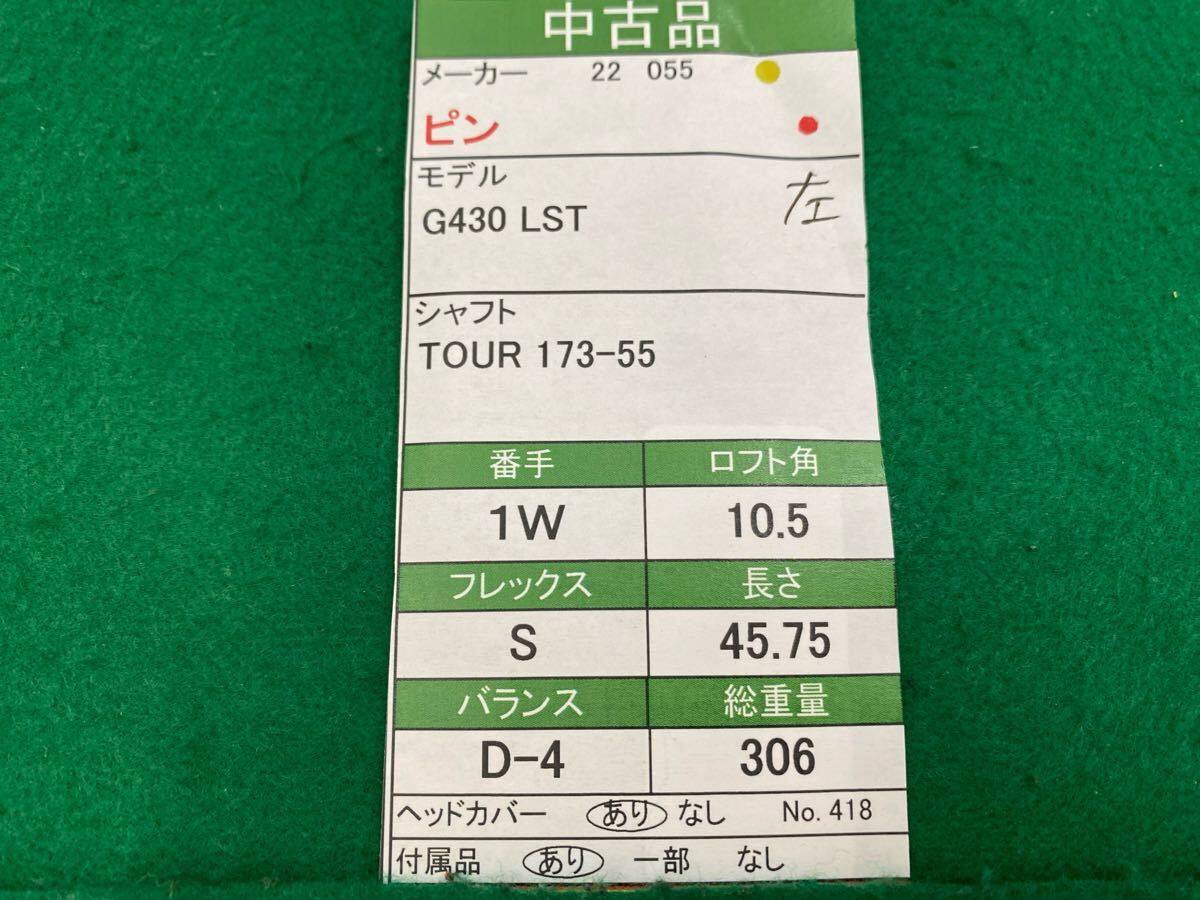 中古品
メーカー 22 055
ピン
モデル 左
G430 LST
シャフト
TOUR 173-55
番手 ロフト角
1W 10.5
フレックス 長さ
S 45.75
バランス 総重量
D-4 306
ヘッドカバー あり なし No. 418
付属品 あり 一部 なし